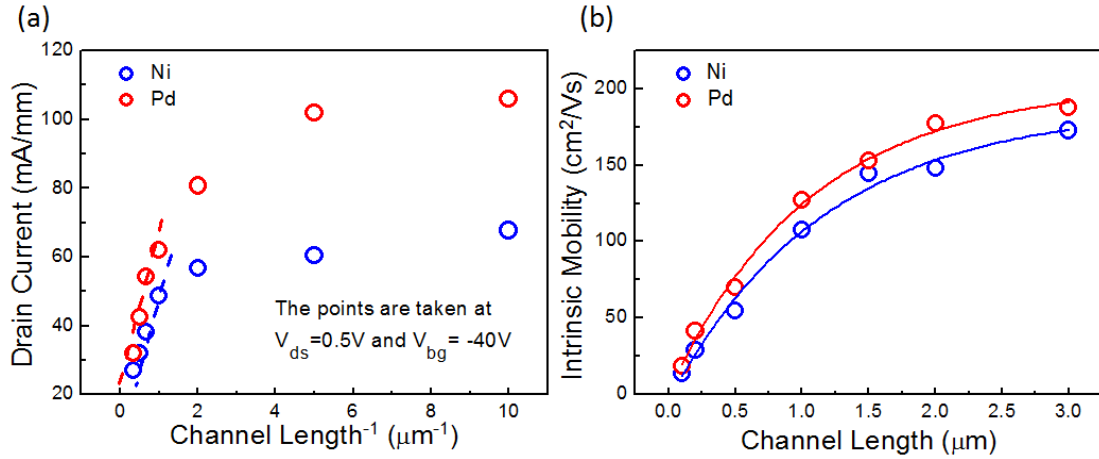 (a)
120
100
80
60
40
20
Drain Current (mA/mm)
Ni
Pd
The points are taken at
V_ds=0.5V and V_bg= -40V
0 2 4 6 8 10
Channel Length⁻¹ (μm⁻¹)
(b)
200
150
100
50
0
Intrinsic Mobility (cm²/Vs)
Ni
Pd
0.0 0.5 1.0 1.5 2.0 2.5 3.0
Channel Length (μm)